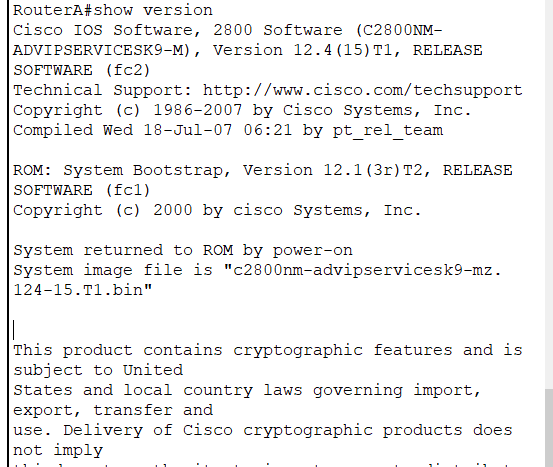 RouterA#show version
Cisco IOS Software, 2800 Software (C2800NM-
ADVIPSERVICESK9-M), Version 12.4(15)T1, RELEASE
SOFTWARE (fc2)
Technical Support: http://www.cisco.com/techsupport
Copyright (c) 1986-2007 by Cisco Systems, Inc.
Compiled Wed 18-Jul-07 06:21 by pt_rel_team
ROM: System Bootstrap, Version 12.1(3r)T2, RELEASE
SOFTWARE (fc1)
Copyright (c) 2000 by cisco Systems, Inc.
System returned to ROM by power-on
System image file is "c2800nm-advipservicesk9-mz.
124-15.T1.bin"
This product contains cryptographic features and is
subject to United
States and local country laws governing import,
export, transfer and
use. Delivery of Cisco cryptographic products does
not imply